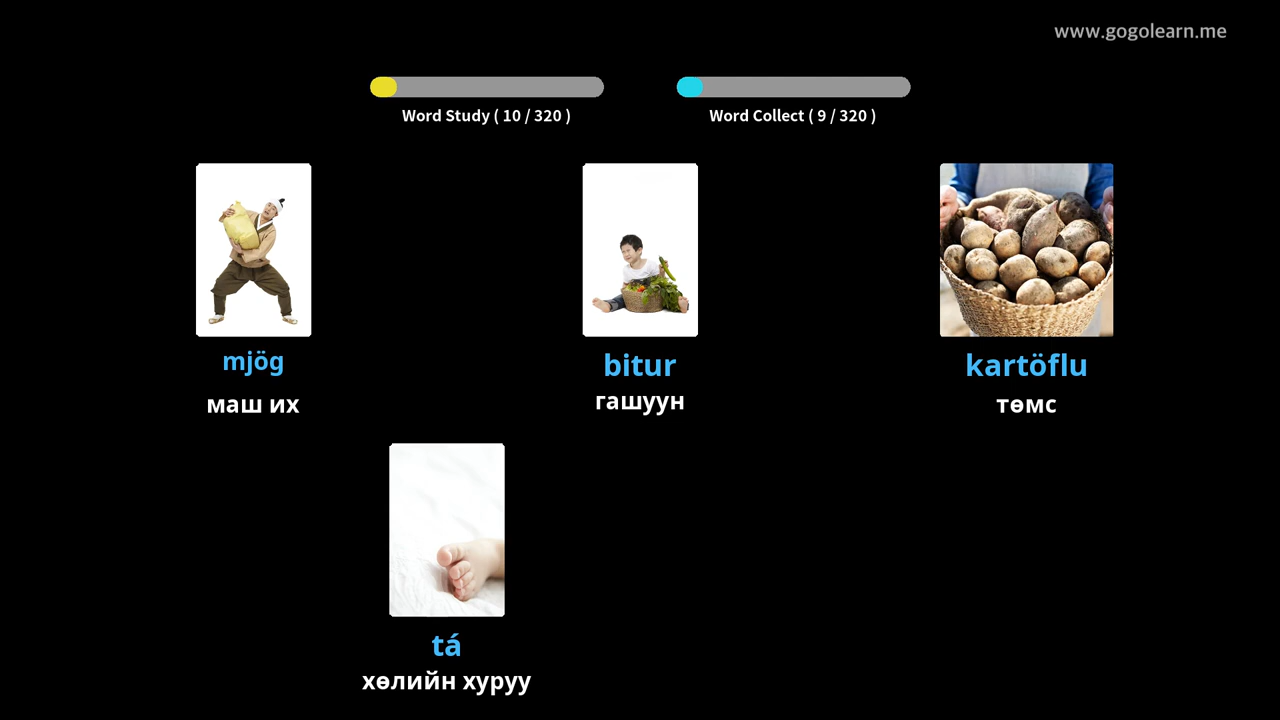 www.gogolearn.me
Word Study ( 10 / 320 )
Word Collect ( 9 / 320 )
mjög
маш их
bitur
гашуун
kartöflu
төмс
tá
хөлийн хуруу